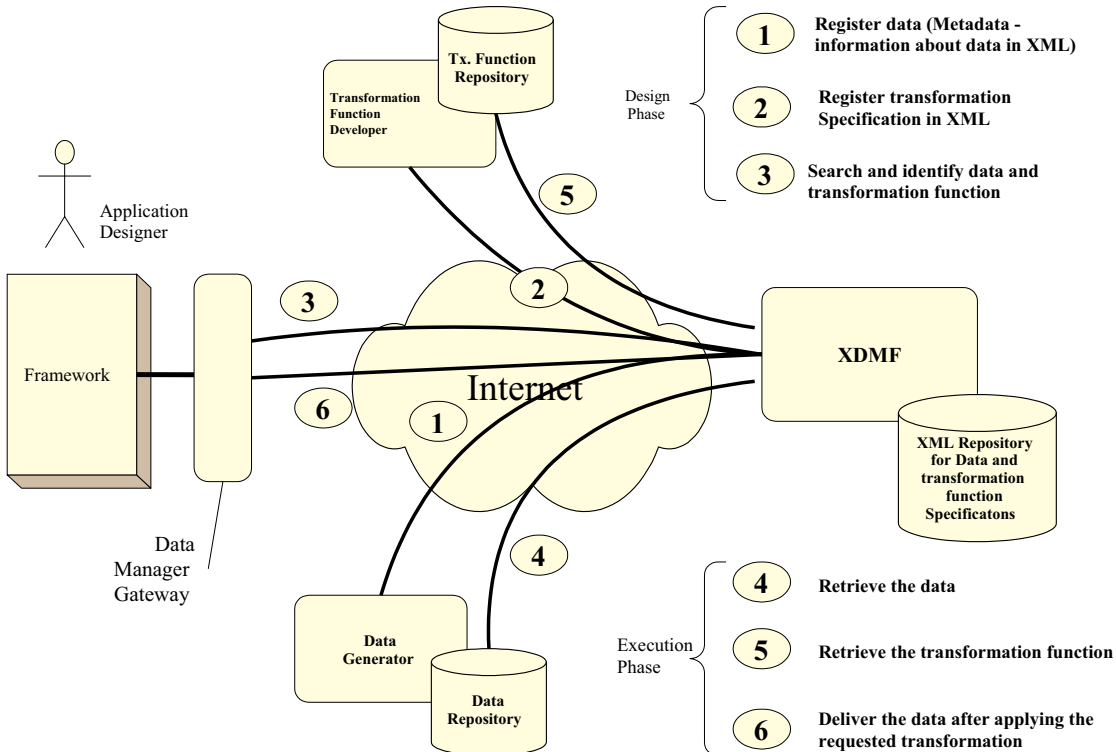 Tx. Function
Repository
Transformation
Function
Developer
5
Application
Designer
2
3
Framework
XDMF
Internet
6
1
XML Repository
for Data and
transformation
function
Specificatons
Data
Manager
Gateway
4
Data
Generator
Data
Repository
Design
Phase
1
Register data (Metadata -
information about data in XML)
2
Register transformation
Specification in XML
3
Search and identify data and
transformation function
Execution
Phase
4
Retrieve the data
5
Retrieve the transformation function
6
Deliver the data after applying the
requested transformation